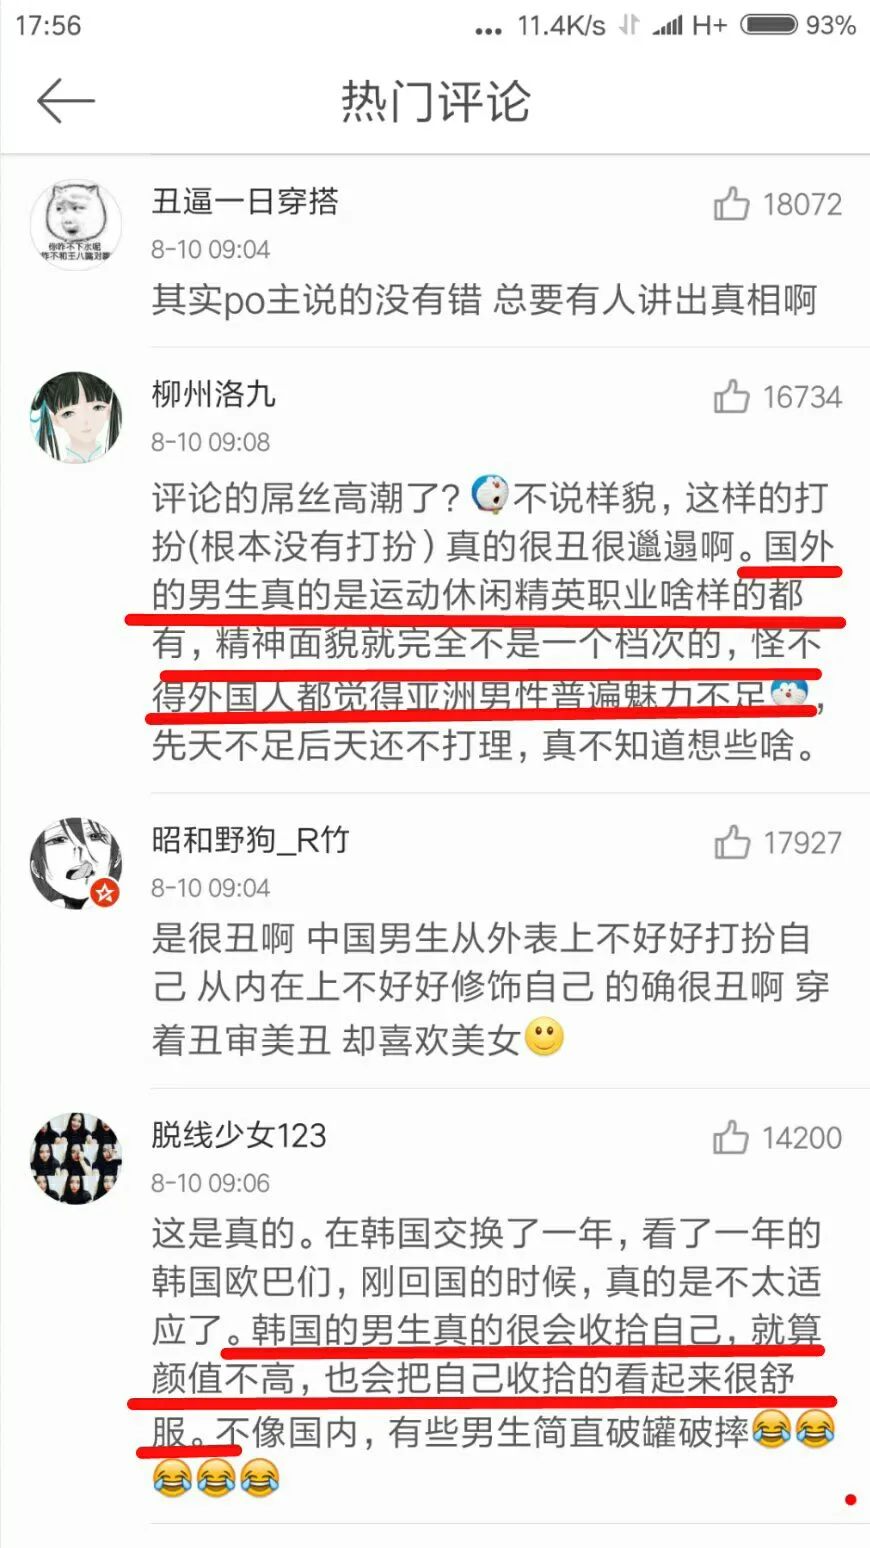 17:56
... 11.4K/s H+ 93%
热门评论
丑逼一日穿搭
18072
8-10 09:04
其实po主说的没有错 总要有人讲出真相啊
柳州洛九
16734
8-10 09:08
评论的屌丝高潮了？不说样貌，这样的打
扮(根本没有打扮）真的很丑很邋遢啊。国外
的男生真的是运动休闲精英职业啥样的都
有，精神面貌就完全不是一个档次的，怪不
得外国人都觉得亚洲男性普遍魅力不足，
先天不足后天还不打理，真不知道想些啥。
昭和野狗_R竹
17927
8-10 09:04
是很丑啊 中国男生从外表上不好好打扮自
己 从内在上不好好修饰自己 的确很丑啊 穿
着丑审美丑 却喜欢美女
脱线少女123
14200
8-10 09:06
这是真的。在韩国交换了一年，看了一年的
韩国欧巴们，刚回国的时候，真的是不太适
应了。韩国的男生真的很会收拾自己，就算
颜值不高，也会把自己收拾的看起来很舒
服。不像国内，有些男生简直破罐破摔